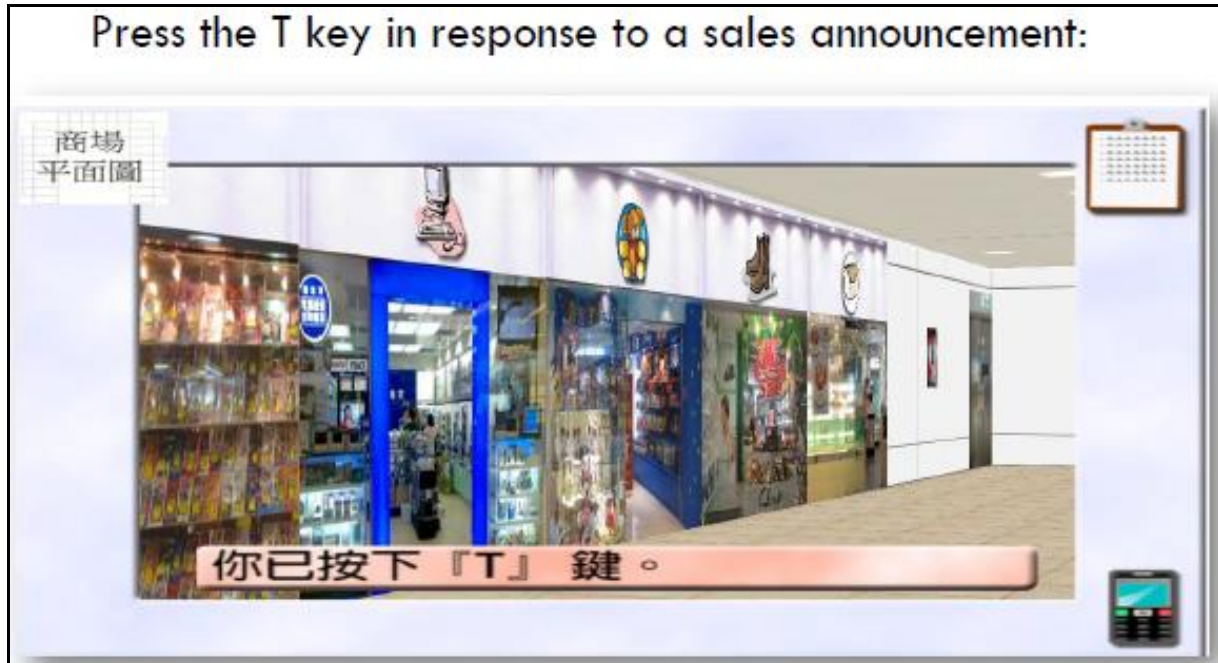 Press the T key in response to a sales announcement:
商場
平面圖
你已按下『T』 鍵。